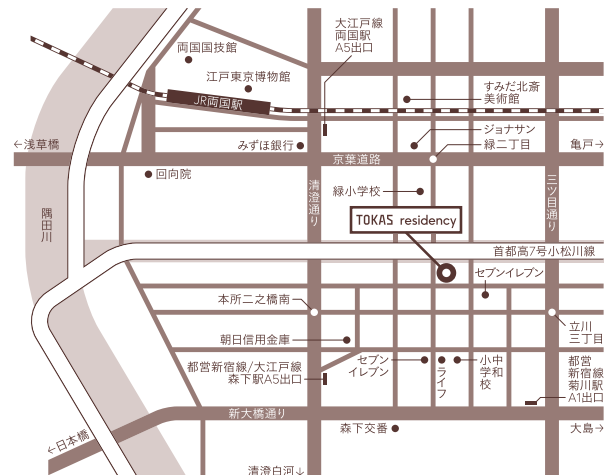 大江戸線
両国駅
A5出口
両国国技館
江戸東京博物館
JR両国駅
すみだ北斎
美術館
←浅草橋
みずほ銀行
京葉道路
ジョナサン
緑二丁目
亀戸→
回向院
清澄通り
緑小学校
三ツ目通り
隅田川
TOKAS residency
首都高7号小松川線
セブンイレブン
本所二之橋南
立川
三丁目
朝日信用金庫
都営新宿線/大江戸線
森下駅A5出口
セブン
イレブン
ライフ
小中
学和
校
都営
新宿線
菊川駅
A1出口
新大橋通り
←日本橋
森下交番
大島→
清澄白河↓